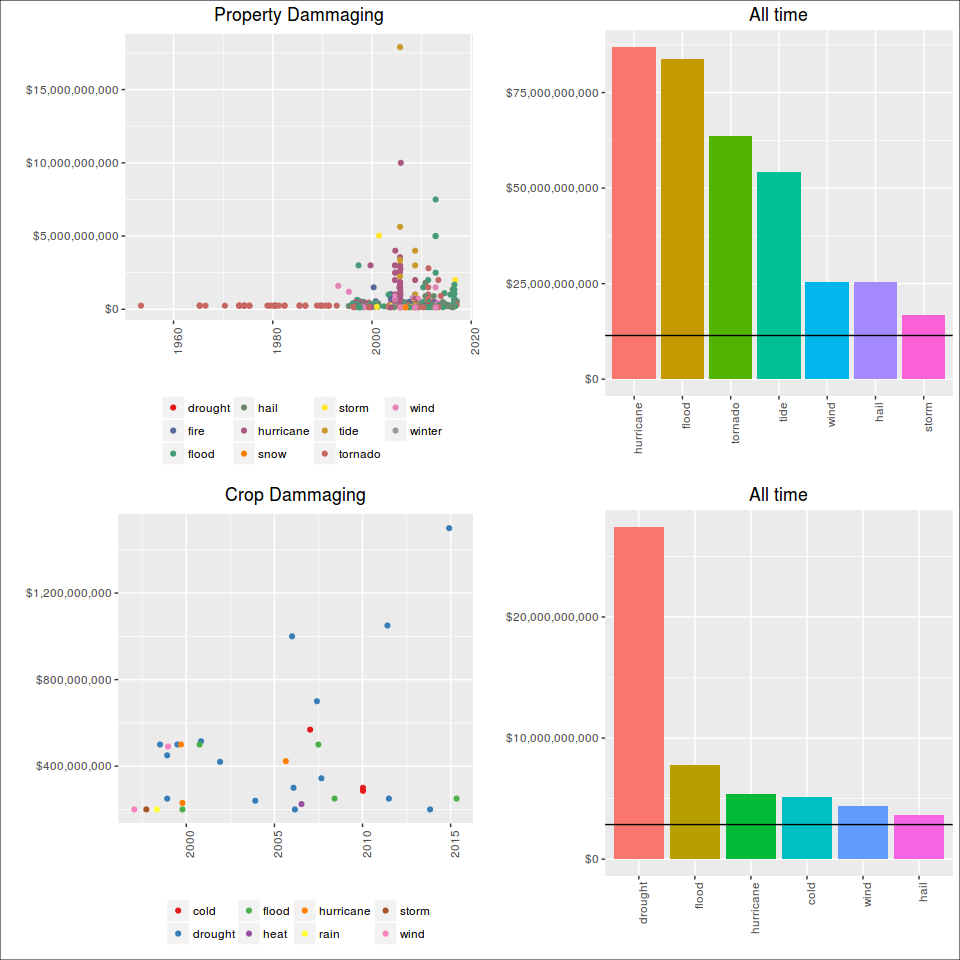 Property Dammaging
$15,000,000,000
$10,000,000,000
$5,000,000,000
$0
1960
1980
2000
2020
drought hail storm wind
fire hurricane tide winter
flood snow tornado
All time
$75,000,000,000
$50,000,000,000
$25,000,000,000
$0
hurricane
flood
tornado
tide
wind
hail
storm
Crop Dammaging
$1,200,000,000
$800,000,000
$400,000,000
2000
2005
2010
2015
cold flood hurricane storm
drought heat rain wind
All time
$20,000,000,000
$10,000,000,000
$0
drought
flood
hurricane
cold
wind
hail